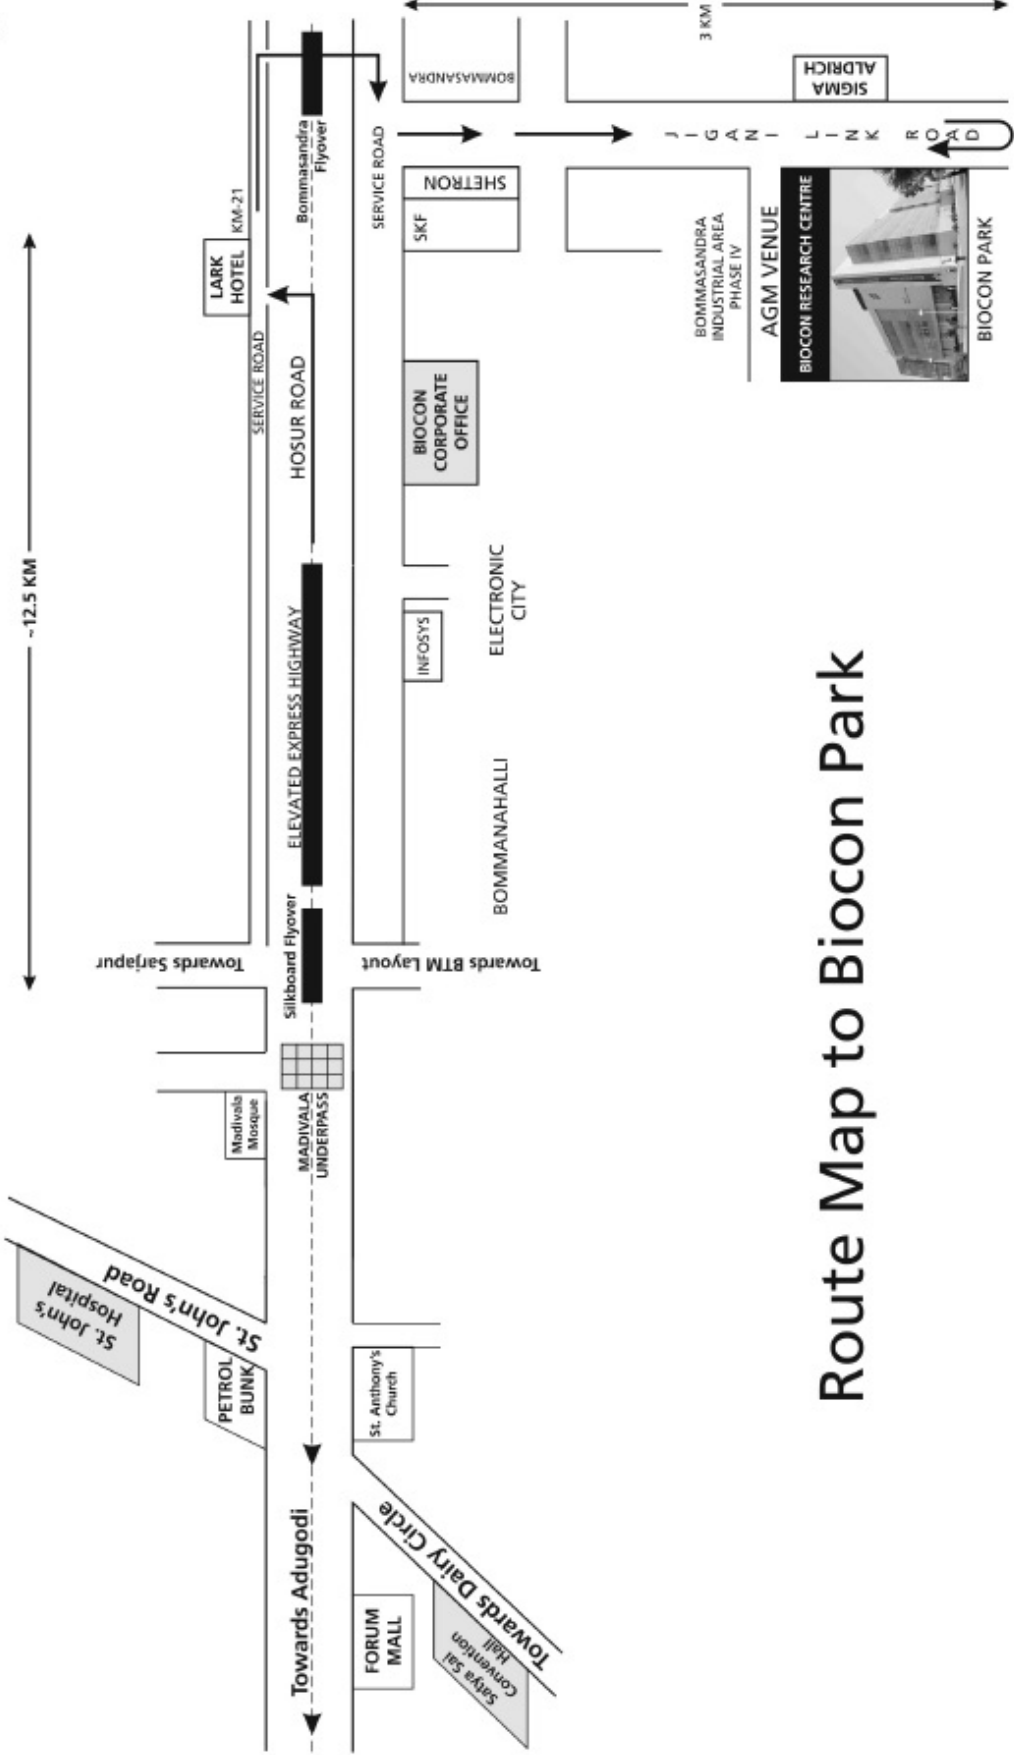 ~12.5 KM
LARK
HOTEL
KM-21
SERVICE ROAD
HOSUR ROAD
Bommasandra
Flyover
SERVICE ROAD
BOMMASANDRA
3 KM
SHETRON
SKF
JIGANI LINK ROAD
SIGMA
ALDRICH
BOMMASANDRA
INDUSTRIAL AREA
PHASE IV
AGM VENUE
BIOCON RESEARCH CENTRE
BIOCON PARK
BIOCON
CORPORATE
OFFICE
ELEVATED EXPRESS HIGHWAY
INFOSYS
ELECTRONIC
CITY
BOMMANAHALLI
Silkboard Flyover
Towards Sarjapur
Towards BTM Layout
MADIVALA
UNDERPASS
Madivala
Mosque
St. John's Road
St. John's
Hospital
PETROL
BUNK
St. Anthony's
Church
Towards Adugodi
Towards Dairy Circle
FORUM
MALL
Satya Sai
Convention
Hall
Route Map to Biocon Park